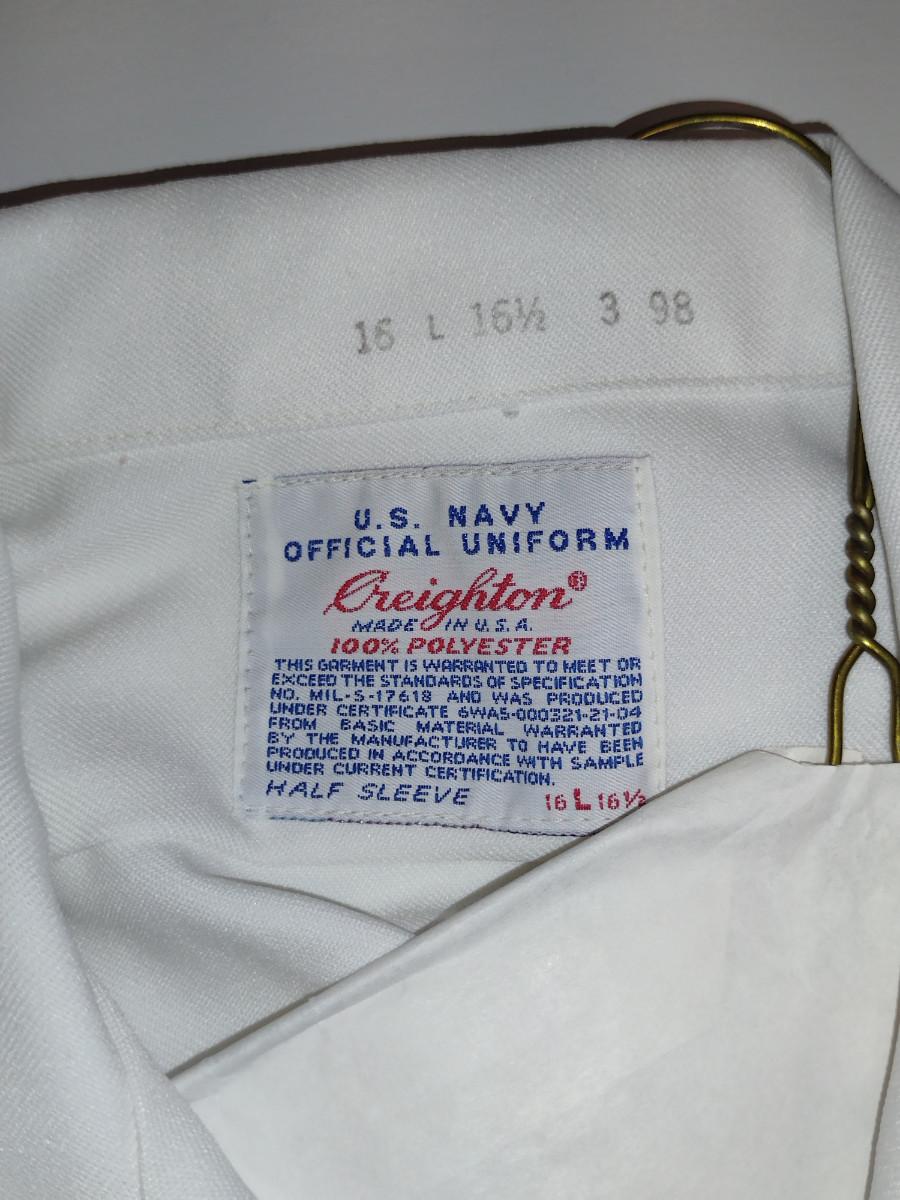 16 L 16½ 3 98
U.S. NAVY
OFFICIAL UNIFORM
Creighton®
MADE IN U.S.A.
100% POLYESTER
THIS GARMENT IS WARRANTED TO MEET OR
EXCEED THE STANDARDS OF SPECIFICATION
NO. MIL-S-17618 AND WAS PRODUCED
UNDER CERTIFICATE 6WAS-000321-21-04
FROM BASIC MATERIAL WARRANTED
BY THE MANUFACTURER TO HAVE BEEN
PRODUCED IN ACCORDANCE WITH SAMPLE
UNDER CURRENT CERTIFICATION.
HALF SLEEVE 16 L 16½